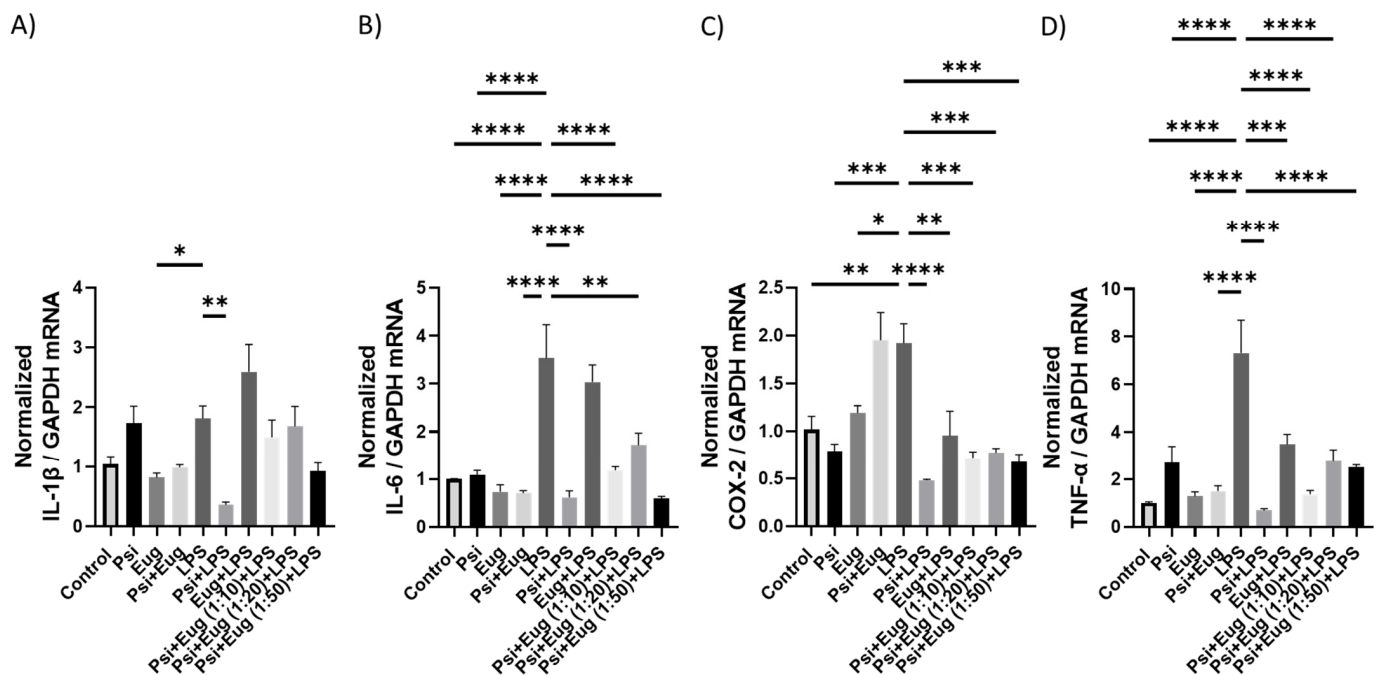 A)
*
**
Normalized
IL-1β / GAPDH mRNA
4
3
2
1
0
Control
Psi
Eug
Psi+Eug
LPS
Psi+LPS
Eug+LPS
Psi+Eug (1:10)+LPS
Psi+Eug (1:20)+LPS
Psi+Eug (1:50)+LPS
B)
****
**** ****
**** ****
****
**** **
Normalized
IL-6 / GAPDH mRNA
5
4
3
2
1
0
Control
Psi
Eug
Psi+Eug
LPS
Psi+LPS
Eug+LPS
Psi+Eug (1:10)+LPS
Psi+Eug (1:20)+LPS
Psi+Eug (1:50)+LPS
C)
***
***
*** ***
* **
** ****
Normalized
COX-2 / GAPDH mRNA
2.5
2.0
1.5
1.0
0.5
0.0
Control
Psi
Eug
Psi+Eug
LPS
Psi+LPS
Eug+LPS
Psi+Eug (1:10)+LPS
Psi+Eug (1:20)+LPS
Psi+Eug (1:50)+LPS
D)
**** ****
****
**** ***
**** ****
****
****
Normalized
TNF-α / GAPDH mRNA
10
8
6
4
2
0
Control
Psi
Eug
Psi+Eug
LPS
Psi+LPS
Eug+LPS
Psi+Eug (1:10)+LPS
Psi+Eug (1:20)+LPS
Psi+Eug (1:50)+LPS